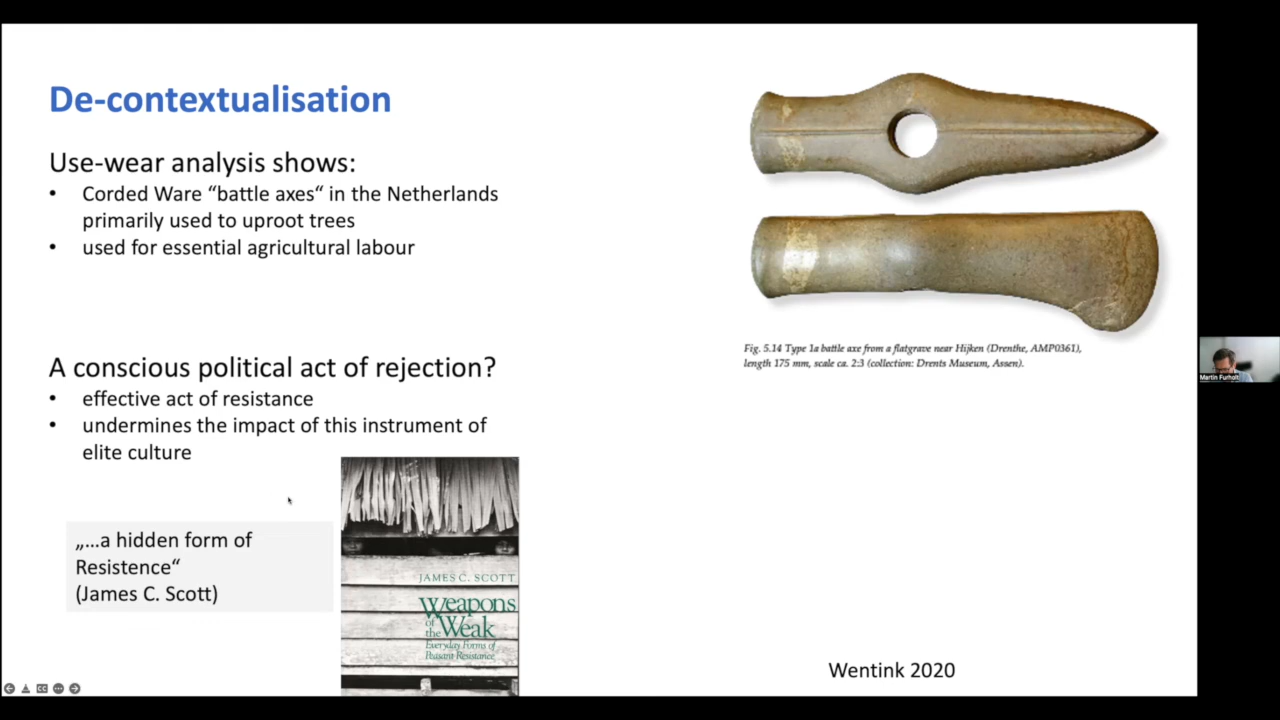 De-contextualisation
Use-wear analysis shows:
• Corded Ware “battle axes“ in the Netherlands
primarily used to uproot trees
• used for essential agricultural labour
A conscious political act of rejection?
• effective act of resistance
• undermines the impact of this instrument of
elite culture
„…a hidden form of
Resistence“
(James C. Scott)
JAMES C. SCOTT
Weapons
of
the Weak
Everyday Forms of
Peasant Resistance
Fig. 5.14 Type 1a battle axe from a flatgrave near Hijken (Drenthe, AMP0361),
length 175 mm, scale ca. 2:3 (collection: Drents Museum, Assen).
Wentink 2020
Martin Furholt